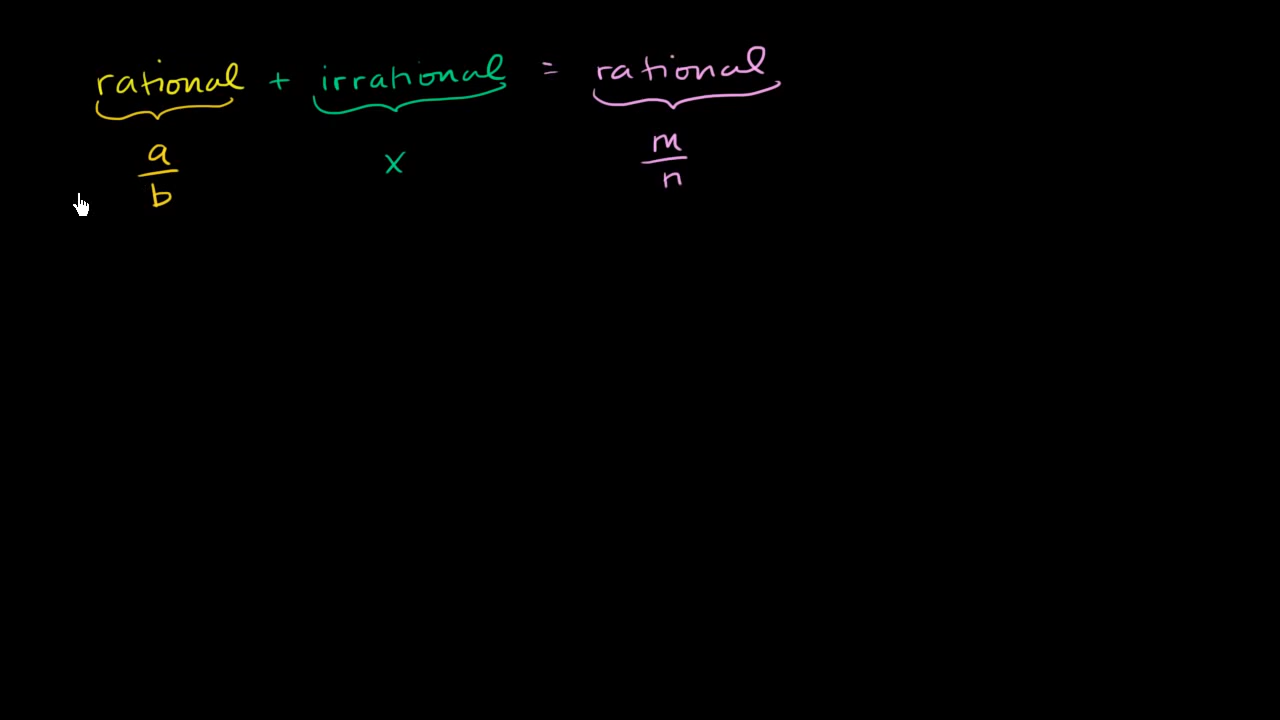 rational + irrational = rational
a/b x m/n